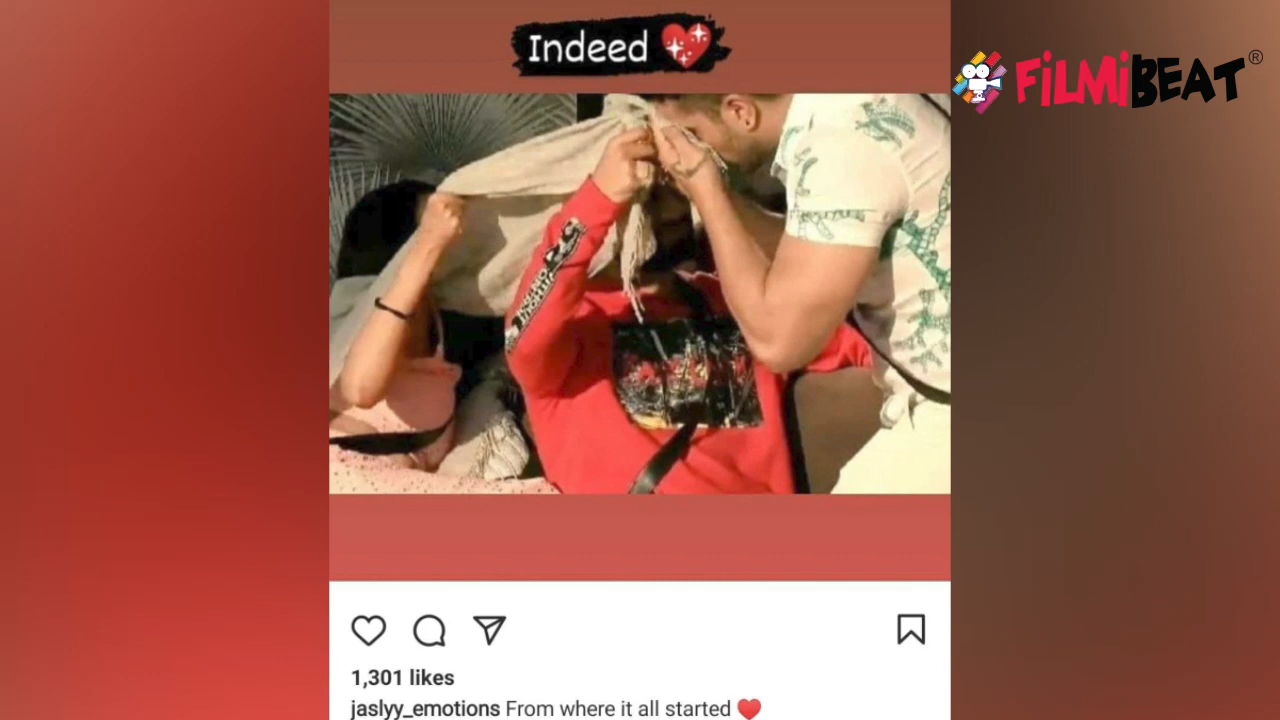 Indeed 💖
FiLMiBEAT®
1,301 likes
jaslyy_emotions From where it all started ❤️